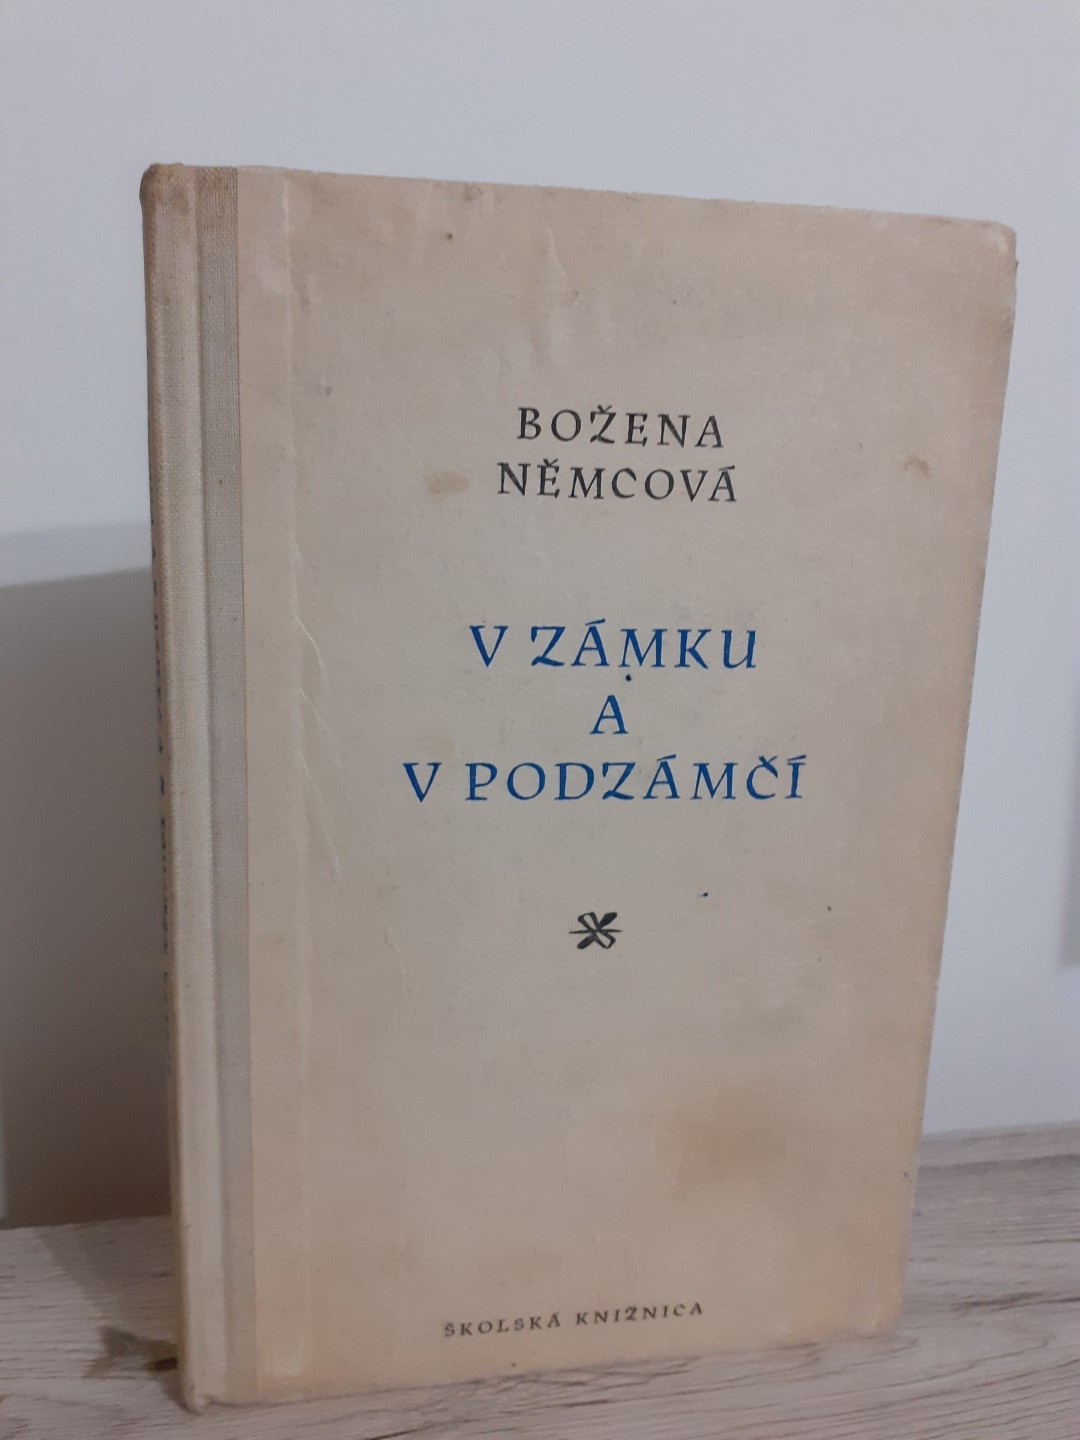 BOŽENA
NĚMCOVÁ
V ZÁMKU
A
V PODZÁMČÍ
ŠKOLSKÁ KNIŽNICA